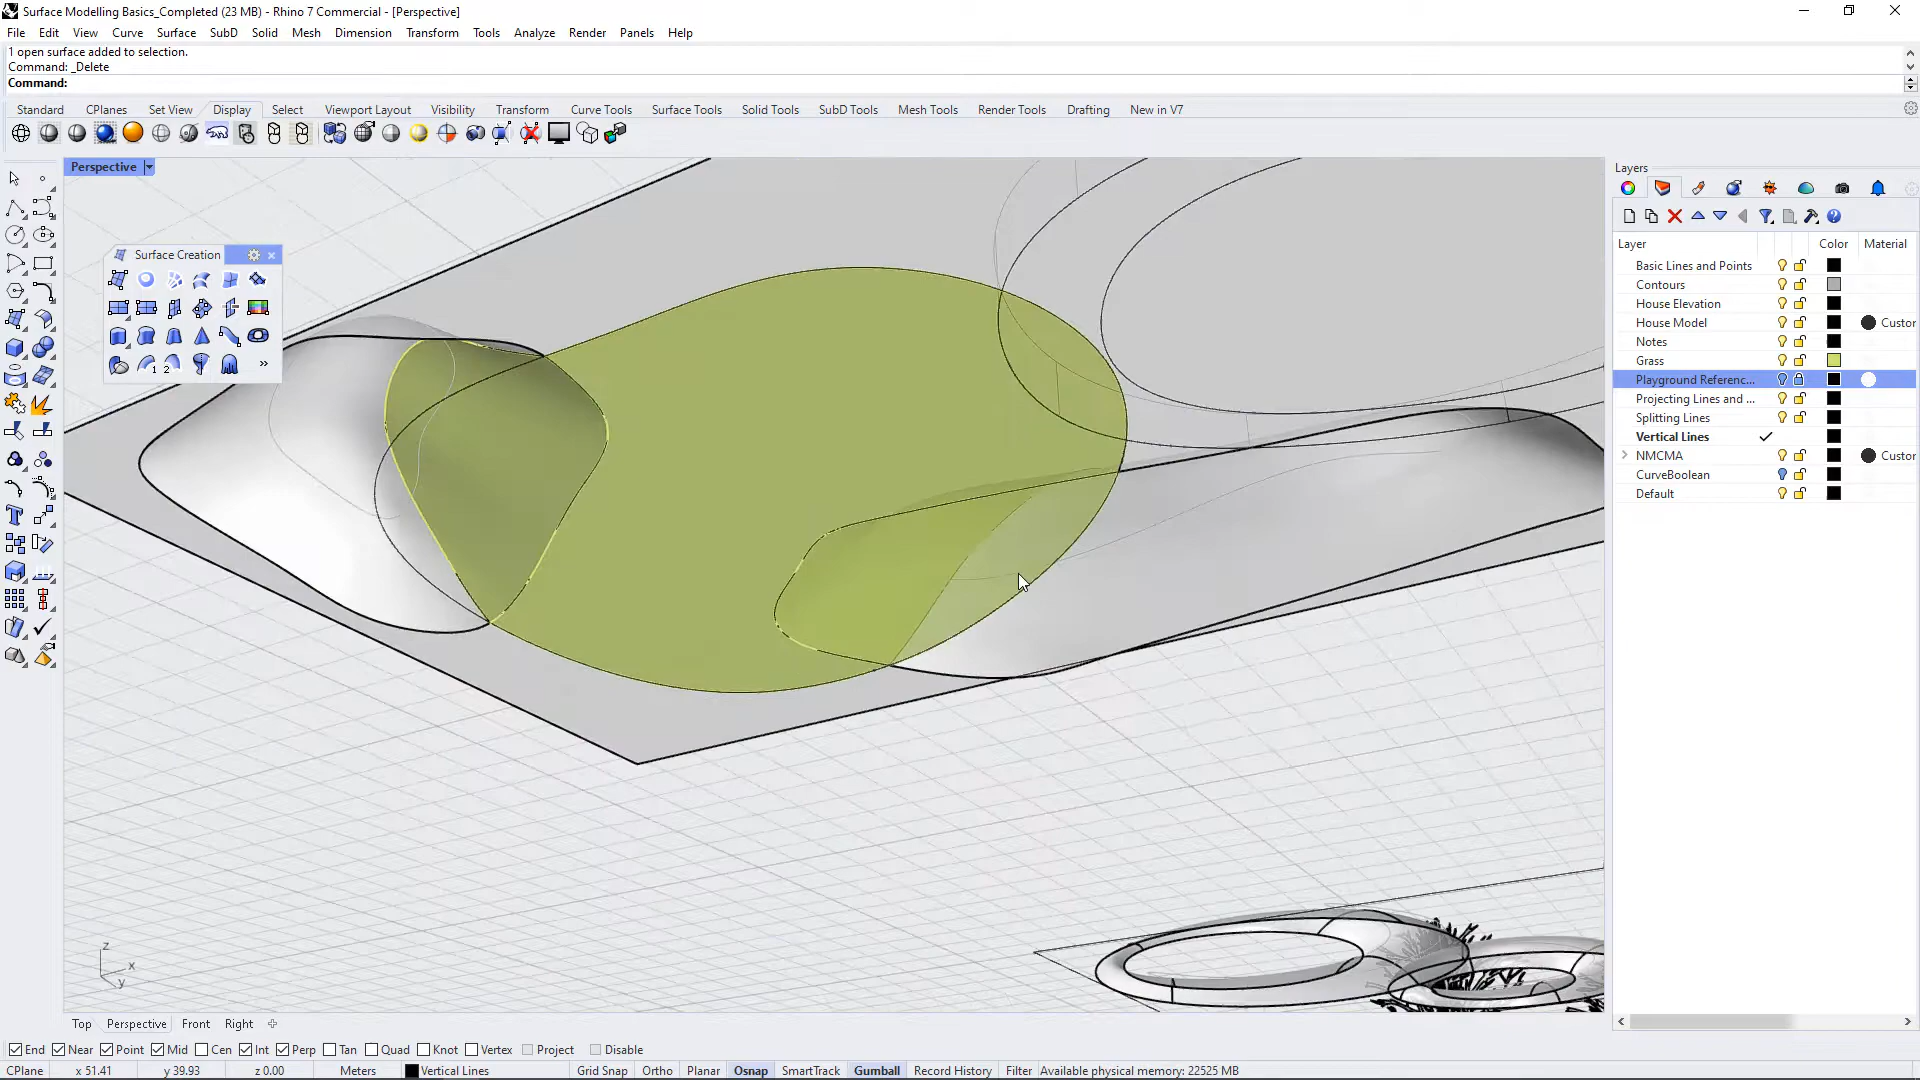 Surface Modelling Basics_Completed (23 MB) - Rhino 7 Commercial - [Perspective]
File Edit View Curve Surface SubD Solid Mesh Dimension Transform Tools Analyze Render Panels Help
1 open surface added to selection.
Command: _Delete
Command:
Standard CPlanes Set View Display Select Viewport Layout Visibility Transform Curve Tools Surface Tools Solid Tools SubD Tools Mesh Tools Render Tools Drafting New in V7
Perspective
Layers
Layer Color Material
Basic Lines and Points
Contours
House Elevation
House Model Custor
Notes
Grass
Playground Referenc...
Projecting Lines and ...
Splitting Lines
Vertical Lines
NMCMA Custor
CurveBoolean
Default
Surface Creation
1 2
z
x
y
Top Perspective Front Right
End Near Point Mid Cen Int Perp Tan Quad Knot Vertex Project Disable
CPlane x 51.41 y 39.93 z 0.00 Meters Vertical Lines Grid Snap Ortho Planar Osnap SmartTrack Gumball Record History Filter Available physical memory: 22525 MB